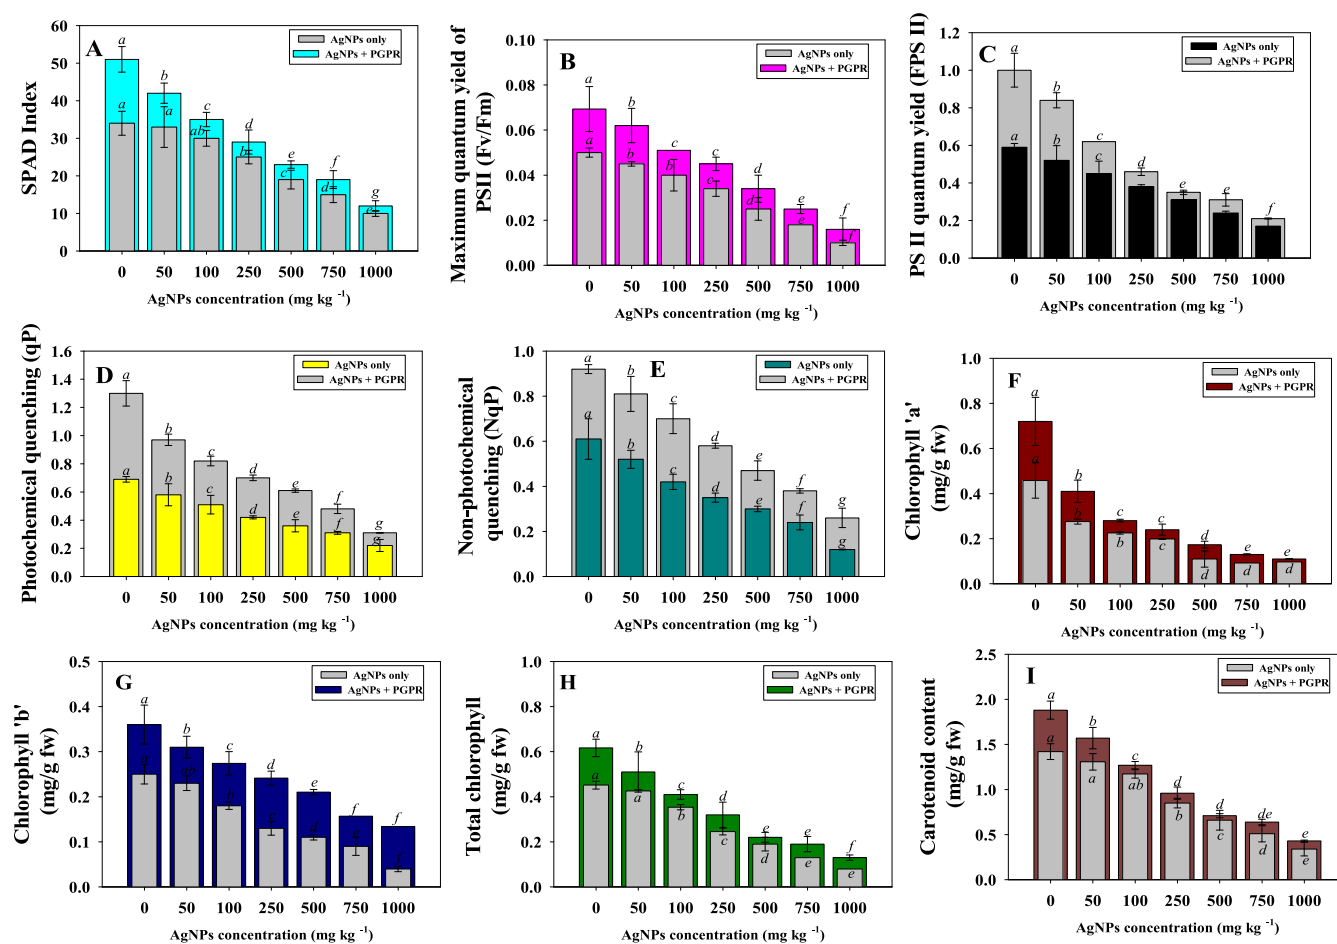 A
SPAD Index
60
50
40
30
20
10
0
AgNPs only
AgNPs + PGPR
a
b
c
d
e
f
g
a
a
ab
b
c
d
e
0 50 100 250 500 750 1000
AgNPs concentration (mg kg -1)
B
Maximum quantum yield of
PSII (Fv/Fm)
0.10
0.08
0.06
0.04
0.02
0.00
AgNPs only
AgNPs + PGPR
a
b
c
d
d
e
f
a
b
c
c
d
e
f
0 50 100 250 500 750 1000
AgNPs concentration (mg kg -1)
C
PS II quantum yield (FPS II)
1.2
1.0
0.8
0.6
0.4
0.2
0.0
AgNPs only
AgNPs + PGPR
a
b
c
d
e
e
f
a
b
c
d
e
f
0 50 100 250 500 750 1000
AgNPs concentration (mg kg -1)
D
Photochemical quenching (qP)
1.6
1.4
1.2
1.0
0.8
0.6
0.4
0.2
0.0
AgNPs only
AgNPs + PGPR
a
b
c
d
e
f
g
a
b
c
d
e
f
g
0 50 100 250 500 750 1000
AgNPs concentration (mg kg -1)
E
Non-photochemical
quenching (NqP)
1.0
0.8
0.6
0.4
0.2
0.0
AgNPs only
AgNPs + PGPR
a
b
c
d
e
f
g
a
b
c
d
e
f
g
0 50 100 250 500 750 1000
AgNPs concentration (mg kg -1)
F
Chlorophyll 'a'
(mg/g fw)
1.0
0.8
0.6
0.4
0.2
0.0
AgNPs only
AgNPs + PGPR
a
b
c
c
d
e
e
a
b
b
c
d
d
d
0 50 100 250 500 750 1000
AgNPs concentration (mg kg -1)
G
Chlorophyll 'b'
(mg/g fw)
0.5
0.4
0.3
0.2
0.1
0.0
AgNPs only
AgNPs + PGPR
a
b
c
d
e
f
f
a
ab
b
c
d
e
f
0 50 100 250 500 750 1000
AgNPs concentration (mg kg -1)
H
Total chlorophyll
(mg/g fw)
1.0
0.8
0.6
0.4
0.2
0.0
AgNPs only
AgNPs + PGPR
a
b
c
d
e
e
f
a
a
b
c
d
e
e
0 50 100 250 500 750 1000
AgNPs concentration (mg kg -1)
I
Carotenoid content
(mg/g fw)
2.5
2.0
1.5
1.0
0.5
0.0
AgNPs only
AgNPs + PGPR
a
b
c
d
d
de
e
a
a
ab
b
c
d
e
0 50 100 250 500 750 1000
AgNPs concentration (mg kg -1)